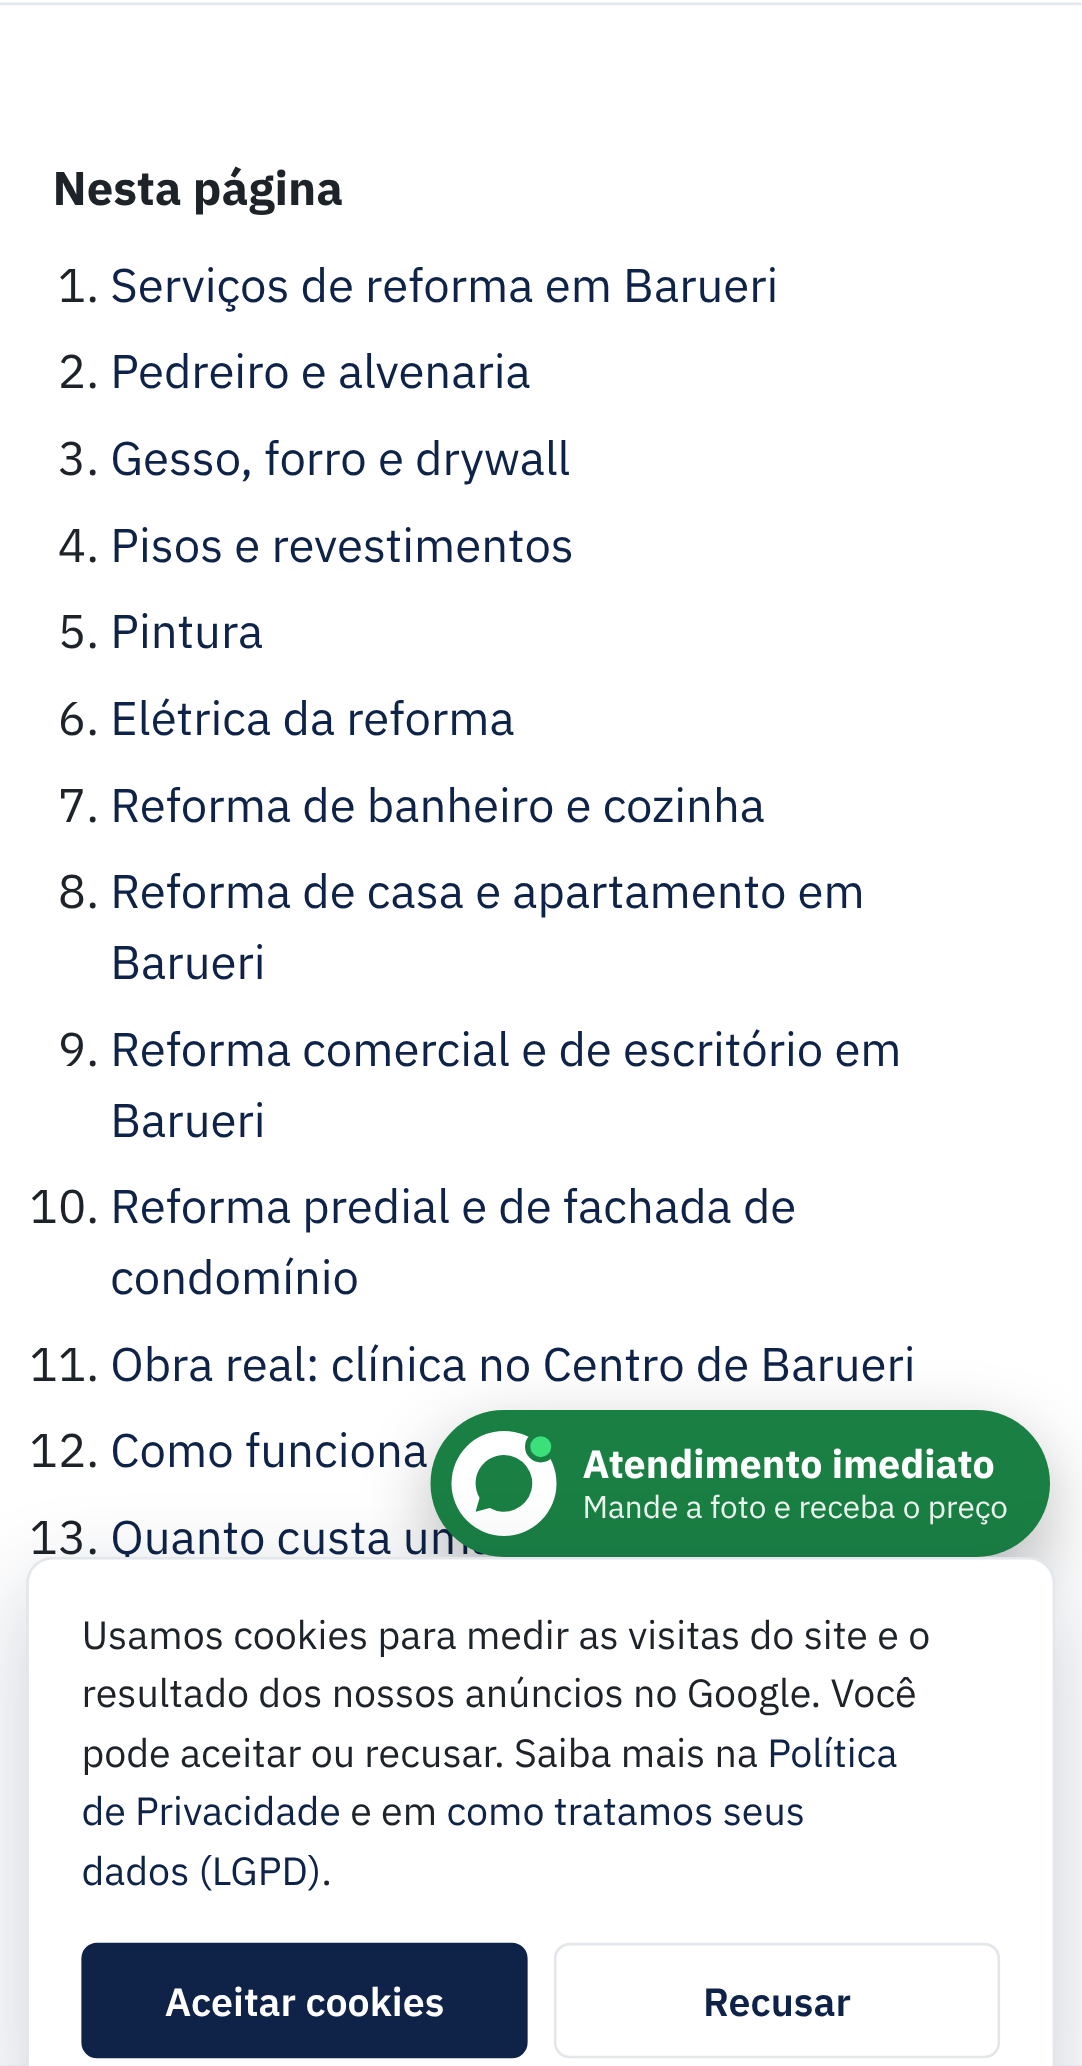 Nesta página
1. Serviços de reforma em Barueri
2. Pedreiro e alvenaria
3. Gesso, forro e drywall
4. Pisos e revestimentos
5. Pintura
6. Elétrica da reforma
7. Reforma de banheiro e cozinha
8. Reforma de casa e apartamento em
Barueri
9. Reforma comercial e de escritório em
Barueri
10. Reforma predial e de fachada de
condomínio
11. Obra real: clínica no Centro de Barueri
12. Como funciona
Atendimento imediato
Mande a foto e receba o preço
13. Quanto custa uma
Usamos cookies para medir as visitas do site e o
resultado dos nossos anúncios no Google. Você
pode aceitar ou recusar. Saiba mais na Política
de Privacidade e em como tratamos seus
dados (LGPD).
Aceitar cookies
Recusar